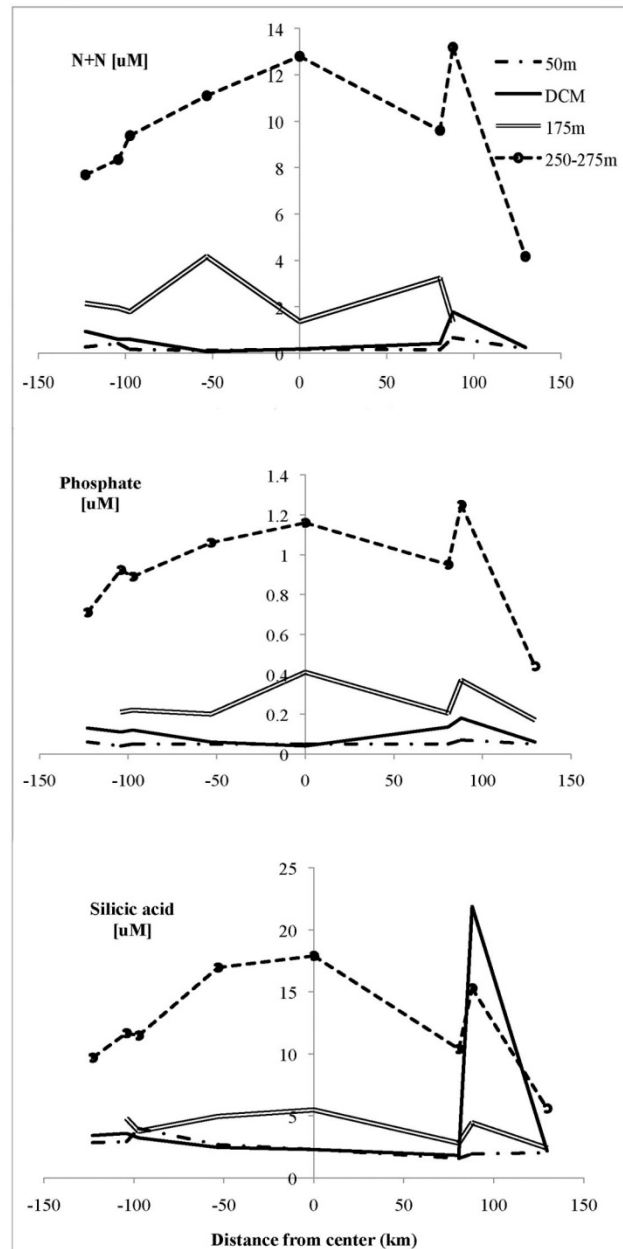 14
N+N [uM]
50m
12
DCM
175m
10
250-275m
8
6
4
2
0
-150 -100 -50 0 50 100 150
1.4
Phosphate
[uM]
1.2
1
0.8
0.6
0.4
0.2
0
-150 -100 -50 0 50 100 150
25
Silicic acid
[uM]
20
15
10
5
0
-150 -100 -50 0 50 100 150
Distance from center (km)